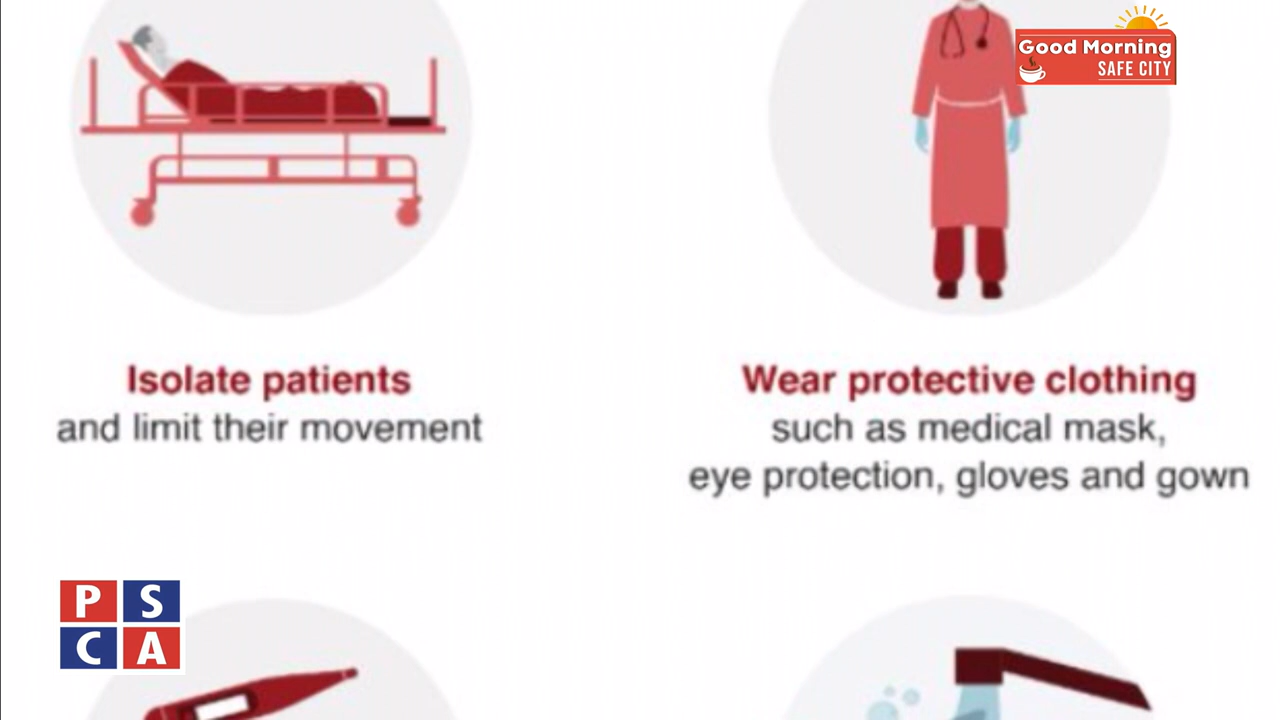 Good Morning
SAFE CITY
Isolate patients
and limit their movement
Wear protective clothing
such as medical mask,
eye protection, gloves and gown
P S
C A